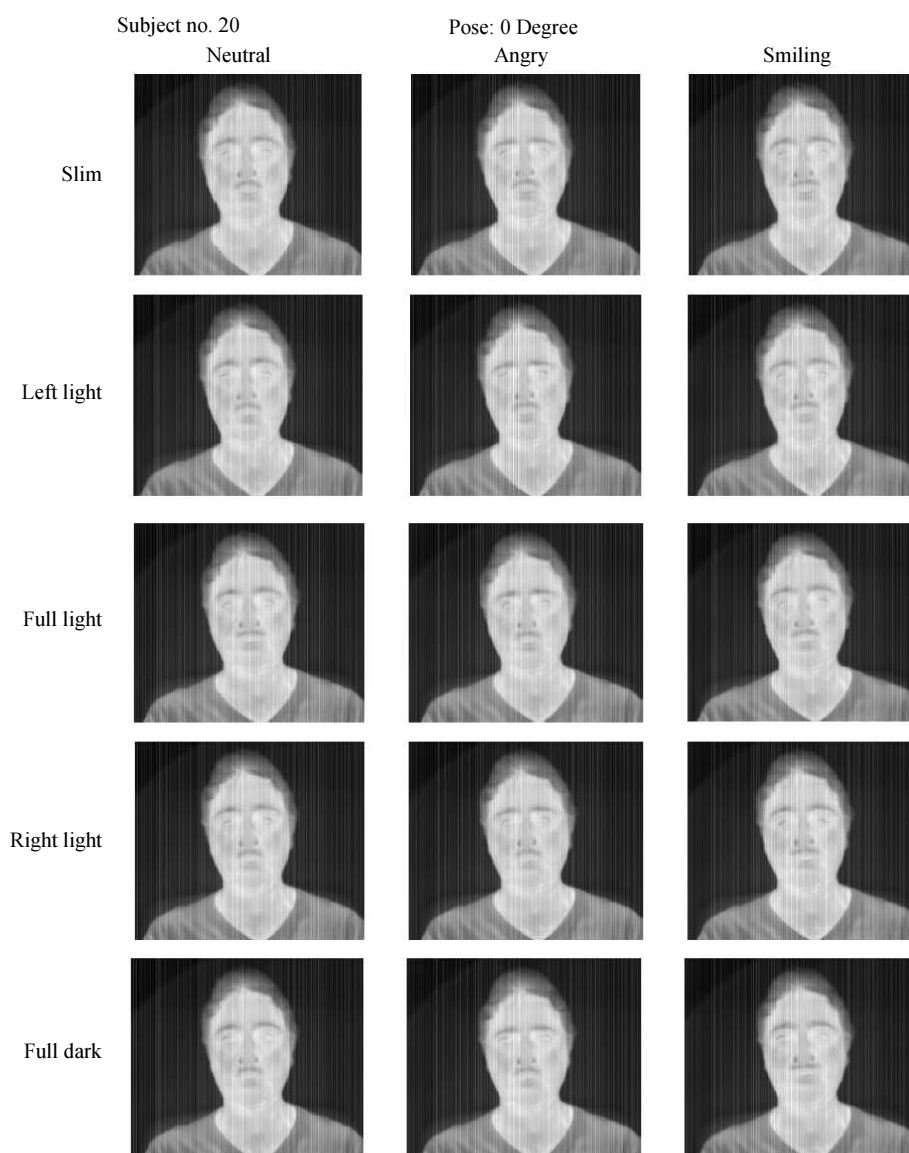 Subject no. 20 Pose: 0 Degree
Neutral Angry Smiling
Slim
Left light
Full light
Right light
Full dark